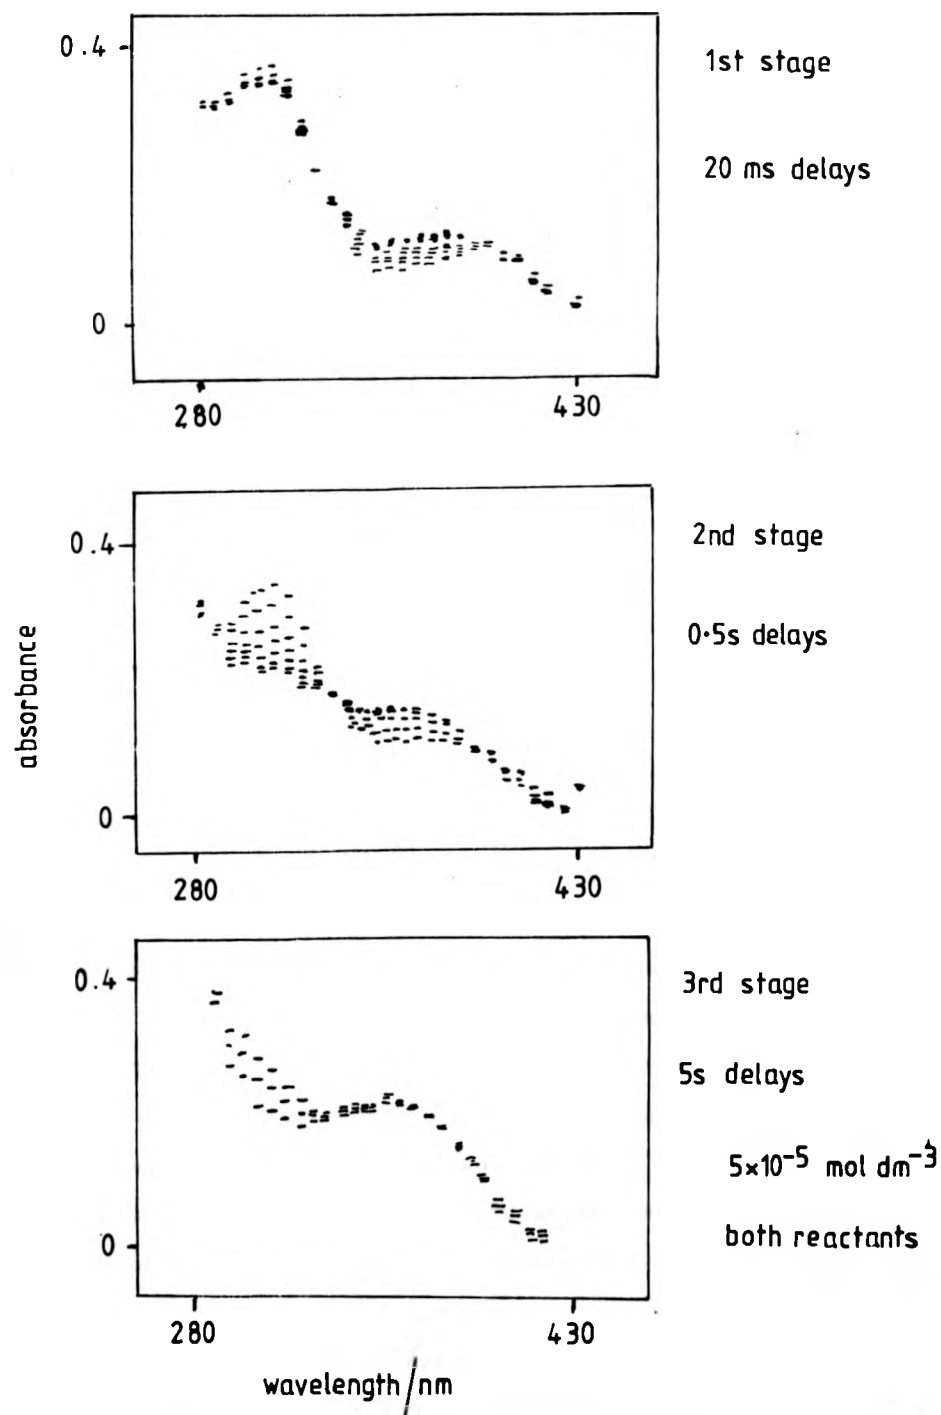 0.4
0
280
430
1st stage
20 ms delays
absorbance
0.4
0
280
430
2nd stage
0·5s delays
0.4
0
280
430
3rd stage
5s delays
5×10⁻⁵ mol dm⁻³
both reactants
wavelength/nm